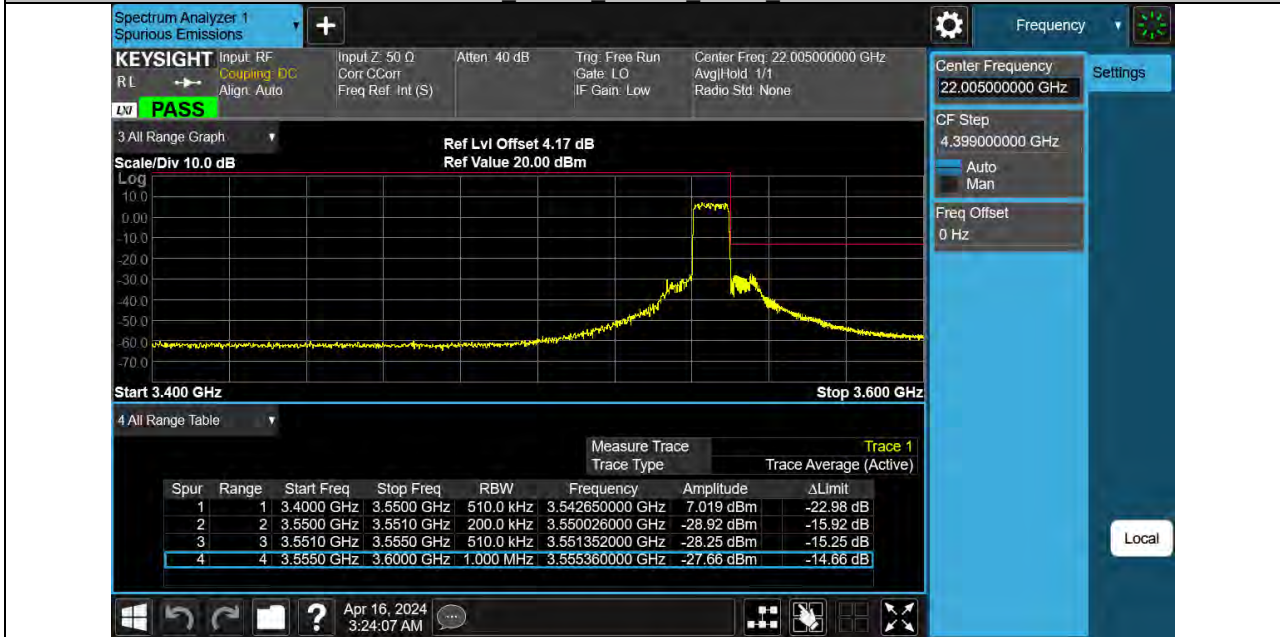 Spectrum Analyzer 1
Spurious Emissions
Frequency
KEYSIGHT
RL
LXI PASS
Input: RF
Coupling: DC
Align: Auto
Input Z: 50 Ω
Corr CCorr
Freq Ref: Int (S)
Atten: 40 dB
Trig: Free Run
Gate: LO
IF Gain: Low
Center Freq: 22.005000000 GHz
Avg|Hold: 1/1
Radio Std: None
Center Frequency
22.005000000 GHz
Settings
CF Step
4.399000000 GHz
Auto
Man
Freq Offset
0 Hz
Local
3 All Range Graph
Scale/Div 10.0 dB
Ref Lvl Offset 4.17 dB
Ref Value 20.00 dBm
Log
10.0
0.00
-10.0
-20.0
-30.0
-40.0
-50.0
-60.0
-70.0
Start 3.400 GHz Stop 3.600 GHz
4 All Range Table
Measure Trace Trace 1
Trace Type Trace Average (Active)
Spur Range Start Freq Stop Freq RBW Frequency Amplitude ΔLimit
1 1 3.4000 GHz 3.5500 GHz 510.0 kHz 3.542650000 GHz 7.019 dBm -22.98 dB
2 2 3.5500 GHz 3.5510 GHz 200.0 kHz 3.550026000 GHz -28.92 dBm -15.92 dB
3 3 3.5510 GHz 3.5550 GHz 510.0 kHz 3.551352000 GHz -28.25 dBm -15.25 dB
4 4 3.5550 GHz 3.6000 GHz 1.000 MHz 3.555360000 GHz -27.66 dBm -14.66 dB
Apr 16, 2024
3:24:07 AM